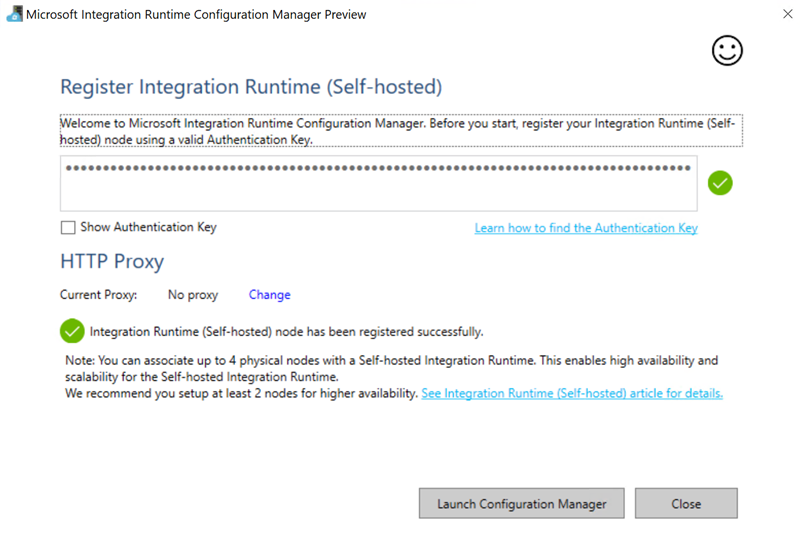 Microsoft Integration Runtime Configuration Manager Preview
Register Integration Runtime (Self-hosted)
Welcome to Microsoft Integration Runtime Configuration Manager. Before you start, register your Integration Runtime (Self-
hosted) node using a valid Authentication Key.
Show Authentication Key
Learn how to find the Authentication Key
HTTP Proxy
Current Proxy: No proxy Change
Integration Runtime (Self-hosted) node has been registered successfully.
Note: You can associate up to 4 physical nodes with a Self-hosted Integration Runtime. This enables high availability and
scalability for the Self-hosted Integration Runtime.
We recommend you setup at least 2 nodes for higher availability. See Integration Runtime (Self-hosted) article for details.
Launch Configuration Manager
Close